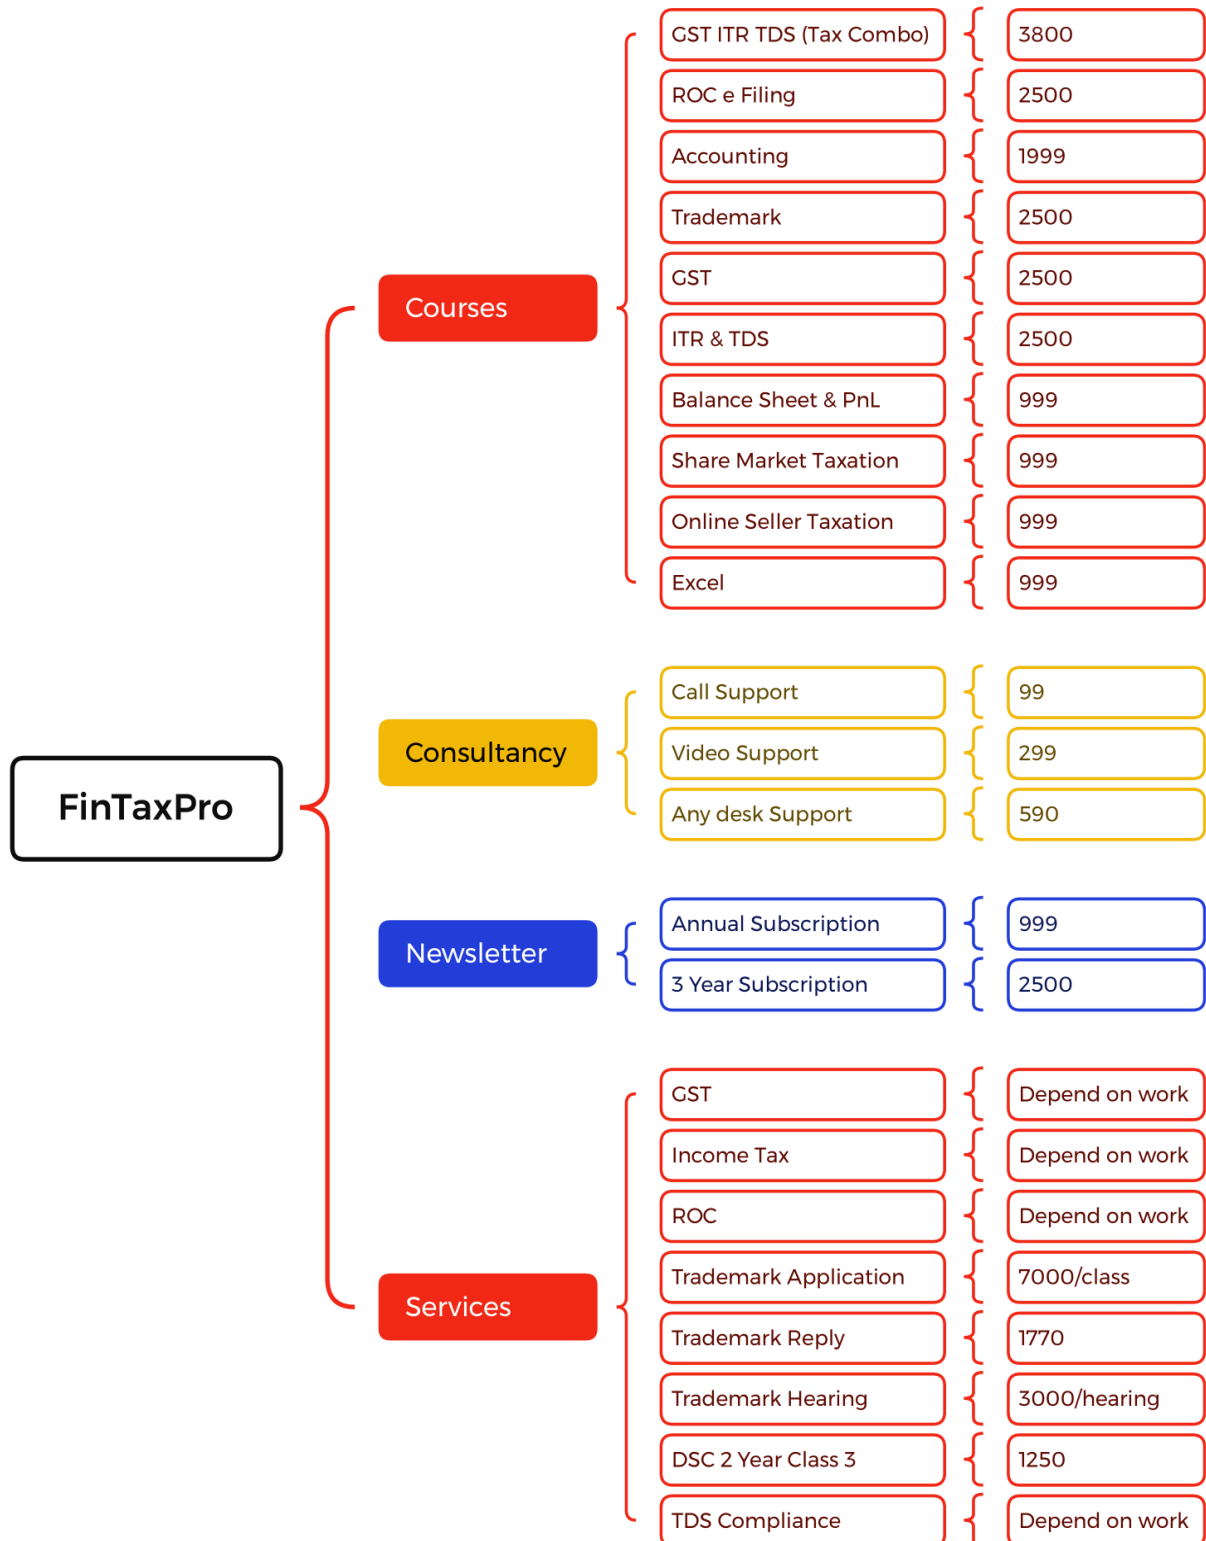 FinTaxPro
Courses
GST ITR TDS (Tax Combo) 3800
ROC e Filing 2500
Accounting 1999
Trademark 2500
GST 2500
ITR & TDS 2500
Balance Sheet & PnL 999
Share Market Taxation 999
Online Seller Taxation 999
Excel 999
Consultancy
Call Support 99
Video Support 299
Any desk Support 590
Newsletter
Annual Subscription 999
3 Year Subscription 2500
Services
GST Depend on work
Income Tax Depend on work
ROC Depend on work
Trademark Application 7000/class
Trademark Reply 1770
Trademark Hearing 3000/hearing
DSC 2 Year Class 3 1250
TDS Compliance Depend on work